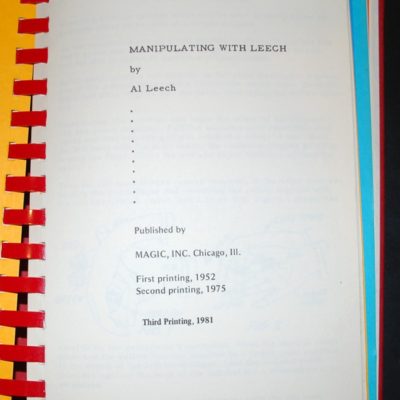 MANIPULATING WITH LEECH
by
Al Leech
Published by
MAGIC, INC. Chicago, Ill.
First printing, 1952
Second printing, 1975
Third Printing, 1981